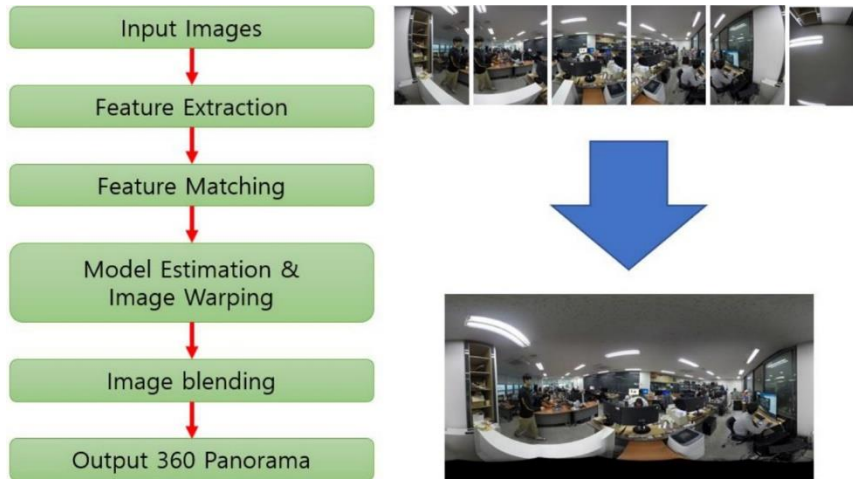 Input Images
Feature Extraction
Feature Matching
Model Estimation &
Image Warping
Image blending
Output 360 Panorama